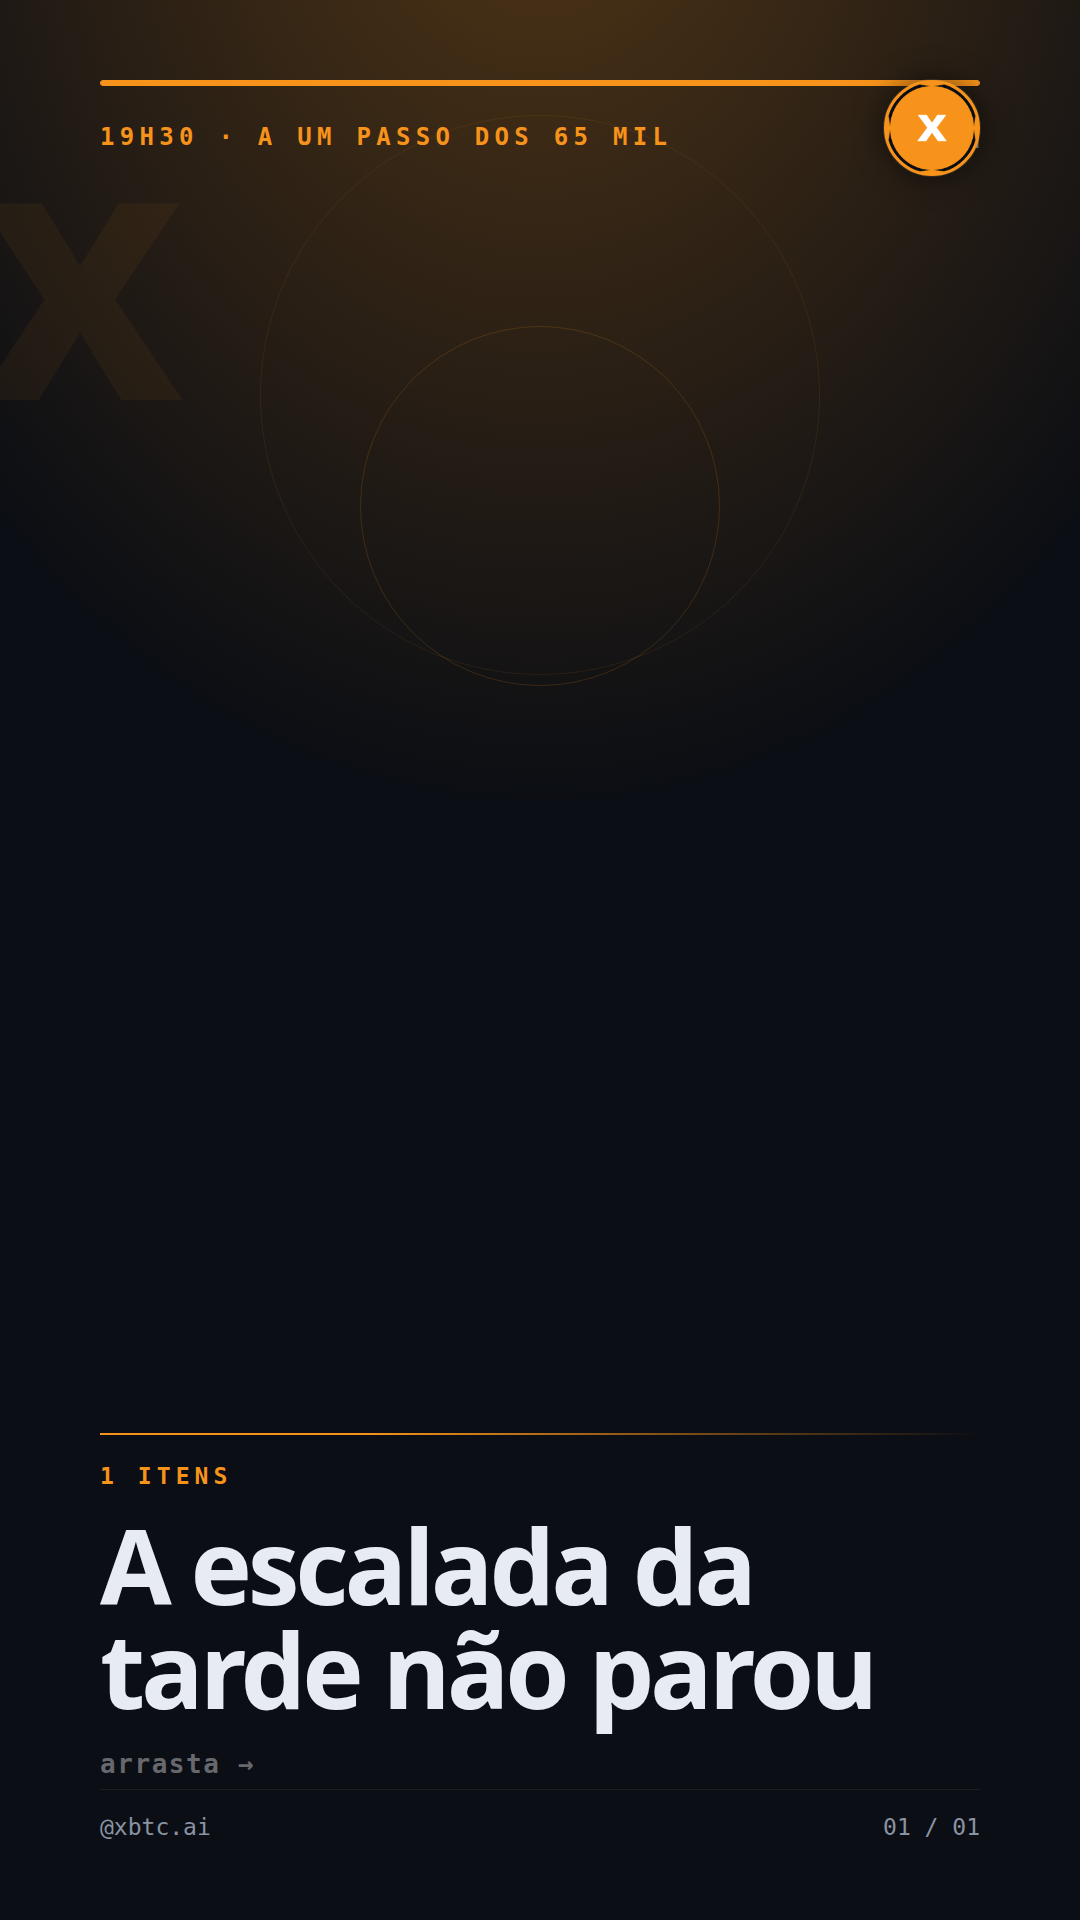 19H30 · A UM PASSO DOS 65 MIL
X
X
1 ITENS
A escalada da
tarde não parou
arrasta →
@xbtc.ai
01 / 01